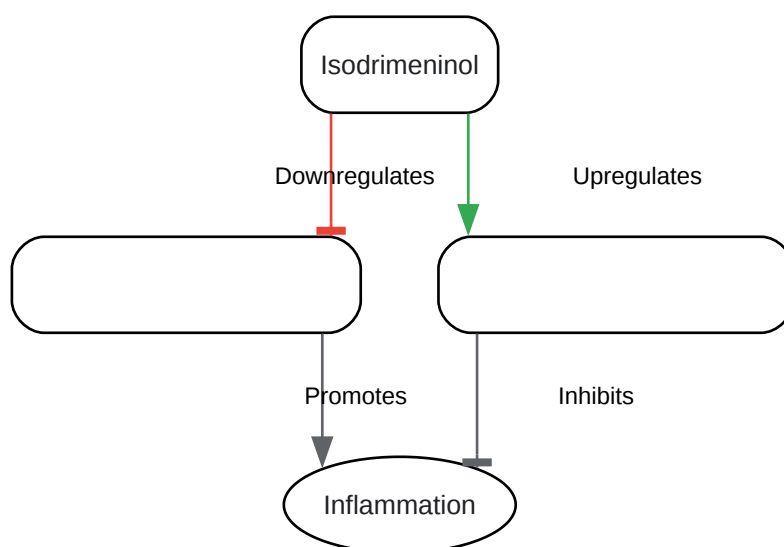 Isodrimeninol
Downregulates
Upregulates
Promotes
Inhibits
Inflammation